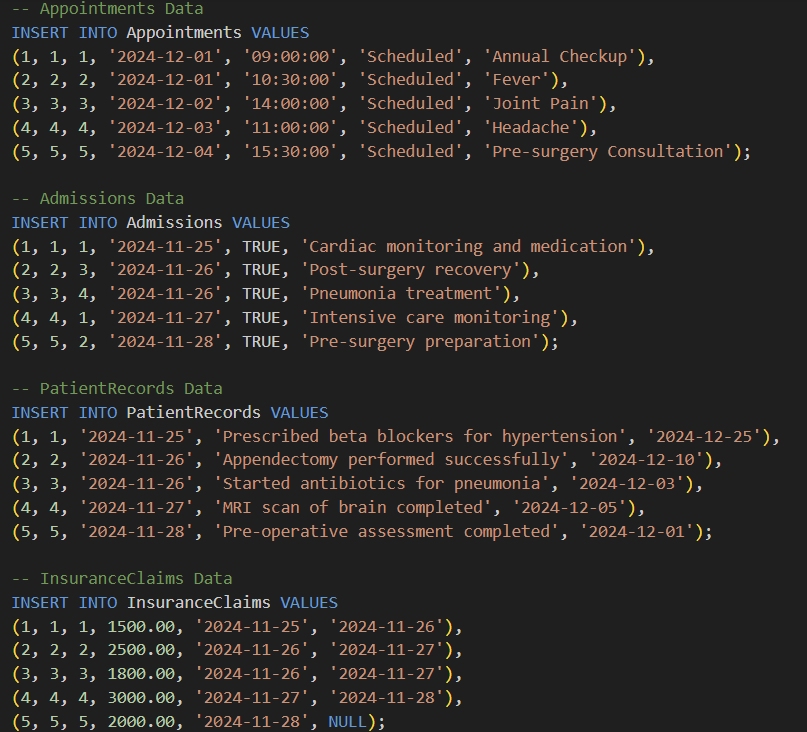 -- Appointments Data
INSERT INTO Appointments VALUES
(1, 1, 1, '2024-12-01', '09:00:00', 'Scheduled', 'Annual Checkup'),
(2, 2, 2, '2024-12-01', '10:30:00', 'Scheduled', 'Fever'),
(3, 3, 3, '2024-12-02', '14:00:00', 'Scheduled', 'Joint Pain'),
(4, 4, 4, '2024-12-03', '11:00:00', 'Scheduled', 'Headache'),
(5, 5, 5, '2024-12-04', '15:30:00', 'Scheduled', 'Pre-surgery Consultation');
-- Admissions Data
INSERT INTO Admissions VALUES
(1, 1, 1, '2024-11-25', TRUE, 'Cardiac monitoring and medication'),
(2, 2, 3, '2024-11-26', TRUE, 'Post-surgery recovery'),
(3, 3, 4, '2024-11-26', TRUE, 'Pneumonia treatment'),
(4, 4, 1, '2024-11-27', TRUE, 'Intensive care monitoring'),
(5, 5, 2, '2024-11-28', TRUE, 'Pre-surgery preparation');
-- PatientRecords Data
INSERT INTO PatientRecords VALUES
(1, 1, '2024-11-25', 'Prescribed beta blockers for hypertension', '2024-12-25'),
(2, 2, '2024-11-26', 'Appendectomy performed successfully', '2024-12-10'),
(3, 3, '2024-11-26', 'Started antibiotics for pneumonia', '2024-12-03'),
(4, 4, '2024-11-27', 'MRI scan of brain completed', '2024-12-05'),
(5, 5, '2024-11-28', 'Pre-operative assessment completed', '2024-12-01');
-- InsuranceClaims Data
INSERT INTO InsuranceClaims VALUES
(1, 1, 1, 1500.00, '2024-11-25', '2024-11-26'),
(2, 2, 2, 2500.00, '2024-11-26', '2024-11-27'),
(3, 3, 3, 1800.00, '2024-11-26', '2024-11-27'),
(4, 4, 4, 3000.00, '2024-11-27', '2024-11-28'),
(5, 5, 5, 2000.00, '2024-11-28', NULL);